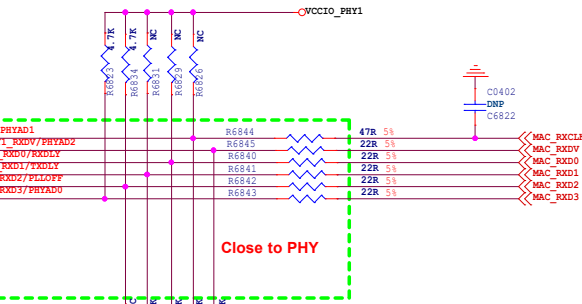 VCCIO_PHY1
4.7K
4.7K
NC
NC
NC
R6823
R6834
R6831
R6829
R6826
C0402
DNP
C6822
PHYAD1
R6844
47R 5%
MAC_RXCLK
1_RXDV/PHYAD2
R6845
22R 5%
MAC_RXDV
RXD0/RXDLY
R6840
22R 5%
MAC_RXD0
RXD1/TXDLY
R6841
22R 5%
MAC_RXD1
RXD2/PLLOFF
R6842
22R 5%
MAC_RXD2
RXD3/PHYAD0
R6843
22R 5%
MAC_RXD3
Close to PHY